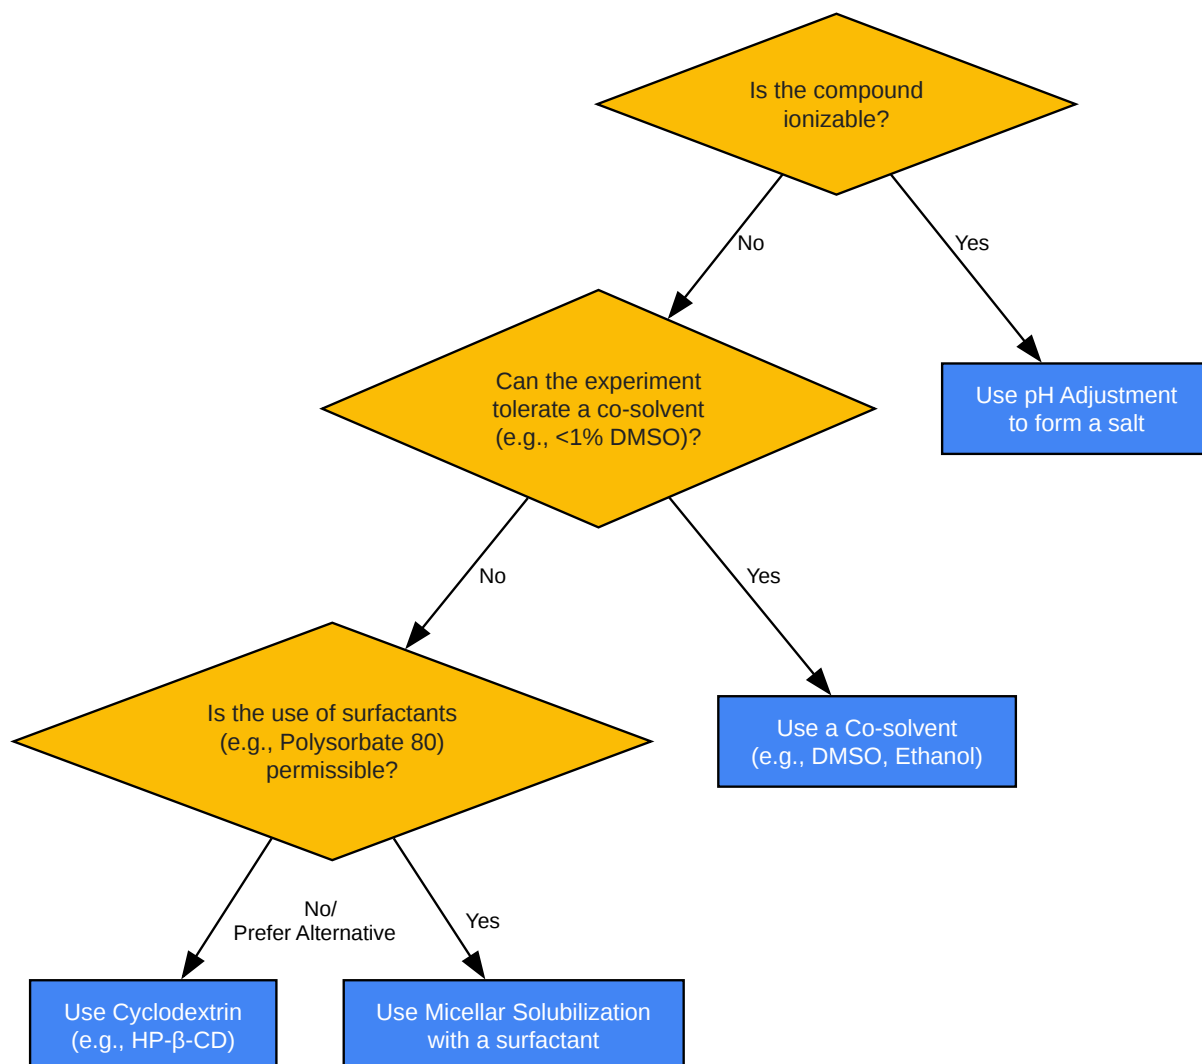 Is the compound
ionizable?
No
Yes
Can the experiment
tolerate a co-solvent
(e.g., <1% DMSO)?
Use pH Adjustment
to form a salt
No
Yes
Is the use of surfactants
(e.g., Polysorbate 80)
permissible?
Use a Co-solvent
(e.g., DMSO, Ethanol)
No/
Prefer Alternative
Yes
Use Cyclodextrin
(e.g., HP-β-CD)
Use Micellar Solubilization
with a surfactant